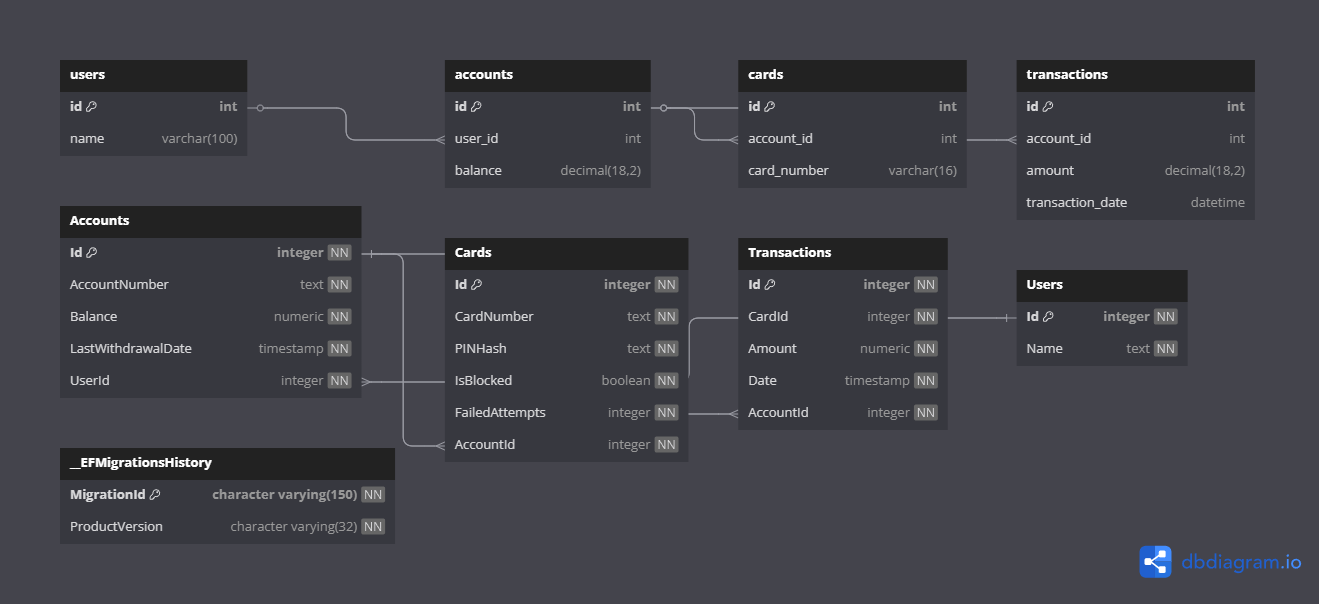 users
id int
name varchar(100)
accounts
id int
user_id int
balance decimal(18,2)
cards
id int
account_id int
card_number varchar(16)
transactions
id int
account_id int
amount decimal(18,2)
transaction_date datetime
Accounts
Id integer NN
AccountNumber text NN
Balance numeric NN
LastWithdrawalDate timestamp NN
UserId integer NN
Cards
Id integer NN
CardNumber text NN
PINHash text NN
IsBlocked boolean NN
FailedAttempts integer NN
AccountId integer NN
Transactions
Id integer NN
CardId integer NN
Amount numeric NN
Date timestamp NN
AccountId integer NN
Users
Id integer NN
Name text NN
__EFMigrationsHistory
MigrationId character varying(150) NN
ProductVersion character varying(32) NN
dbdiagram.io